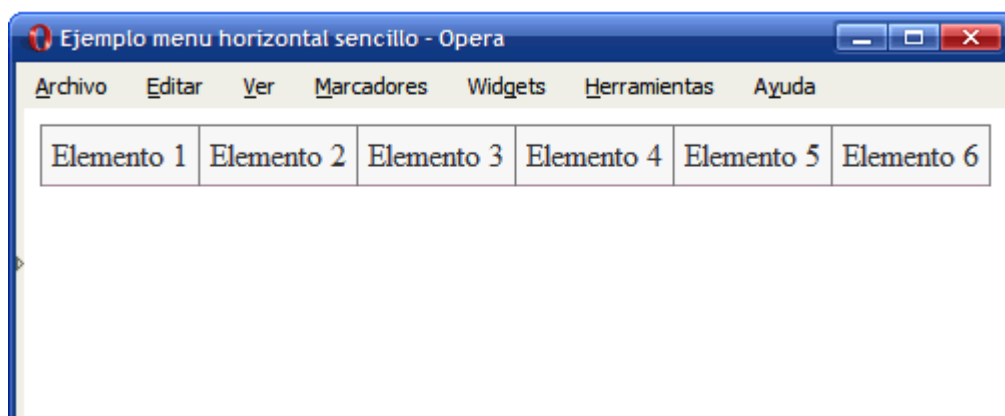 Ejemplo menu horizontal sencillo - Opera
Archivo Editar Ver Marcadores Widgets Herramientas Ayuda
Elemento 1 Elemento 2 Elemento 3 Elemento 4 Elemento 5 Elemento 6